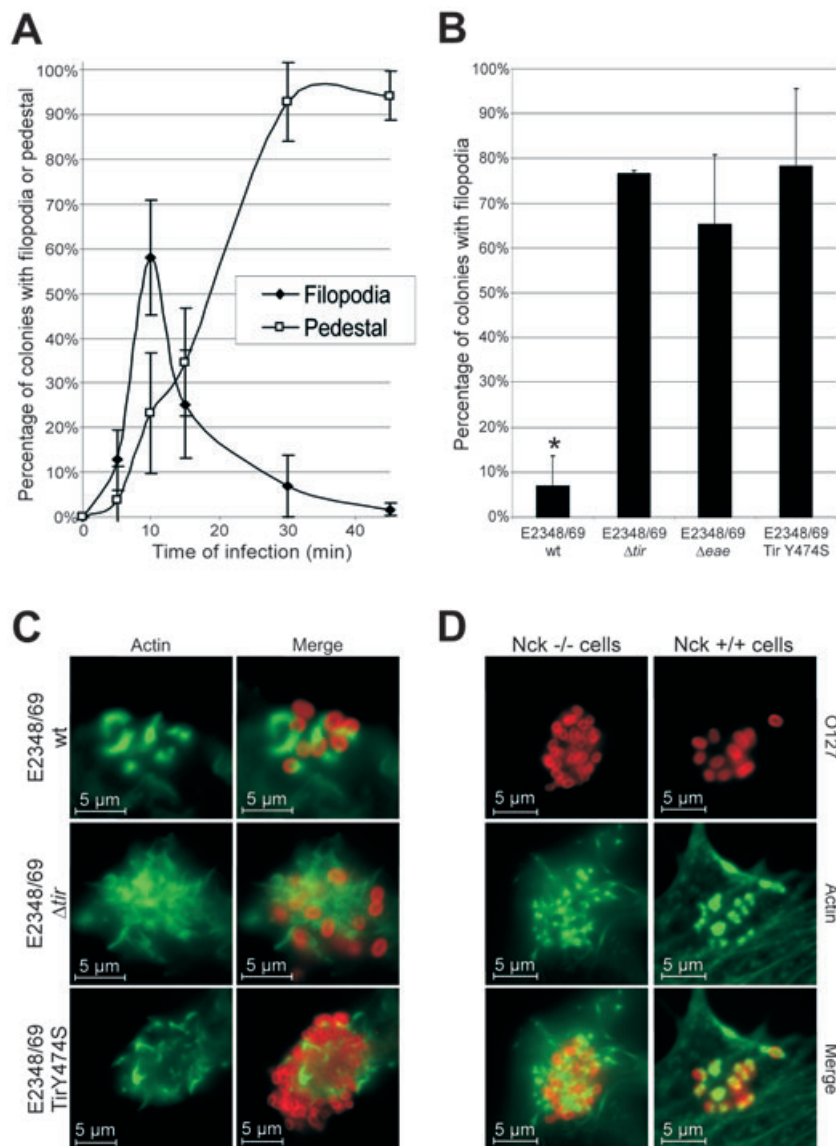 A
Percentage of colonies with filopodia or pedestal
100%
90%
80%
70%
60%
50%
40%
30%
20%
10%
0%
0
10
20
30
40
Time of infection (min)
Filopodia
Pedestal
B
Percentage of colonies with filopodia
100%
90%
80%
70%
60%
50%
40%
30%
20%
10%
0%
*
E2348/69
wt
E2348/69
Δtir
E2348/69
Δeae
E2348/69
Tir Y474S
C
Actin
Merge
E2348/69
wt
5 µm
5 µm
E2348/69
Δtir
5 µm
5 µm
E2348/69
TirY474S
5 µm
5 µm
D
Nck -/- cells
Nck +/+ cells
O127
5 µm
5 µm
Actin
5 µm
5 µm
Merge
5 µm
5 µm